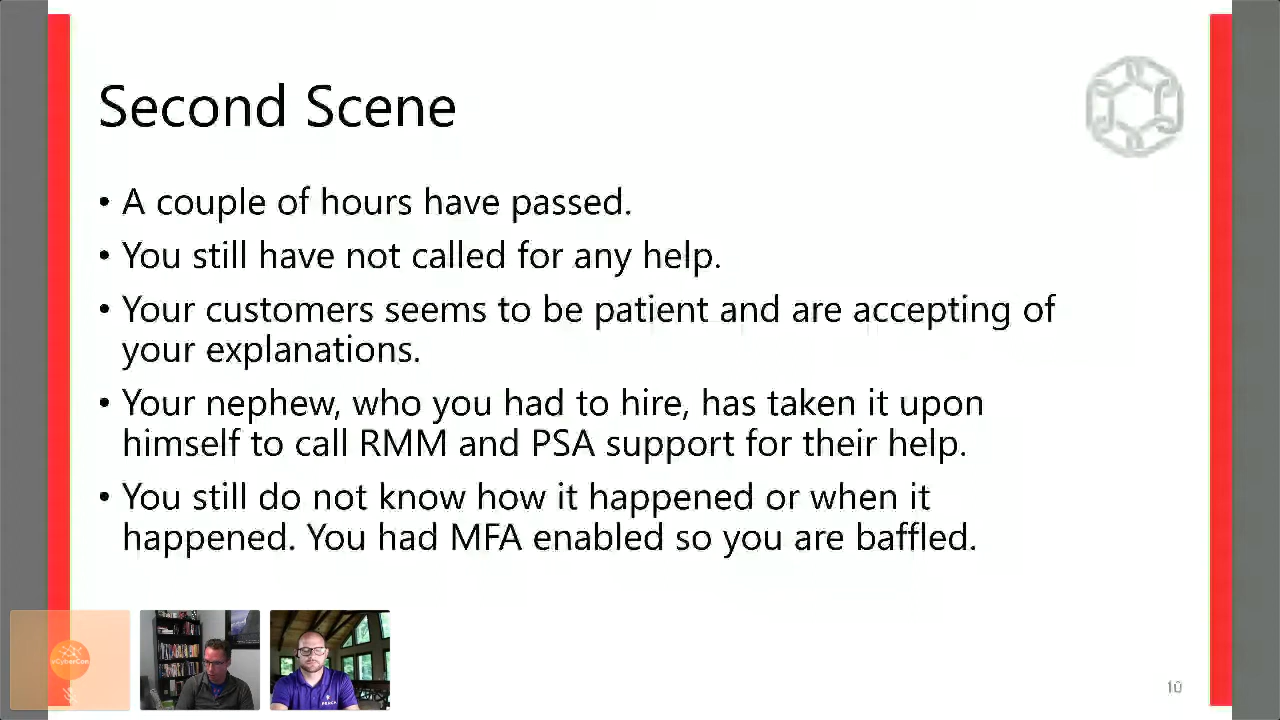 Second Scene
• A couple of hours have passed.
• You still have not called for any help.
• Your customers seems to be patient and are accepting of
your explanations.
• Your nephew, who you had to hire, has taken it upon
himself to call RMM and PSA support for their help.
• You still do not know how it happened or when it
happened. You had MFA enabled so you are baffled.
eCyberCon
10